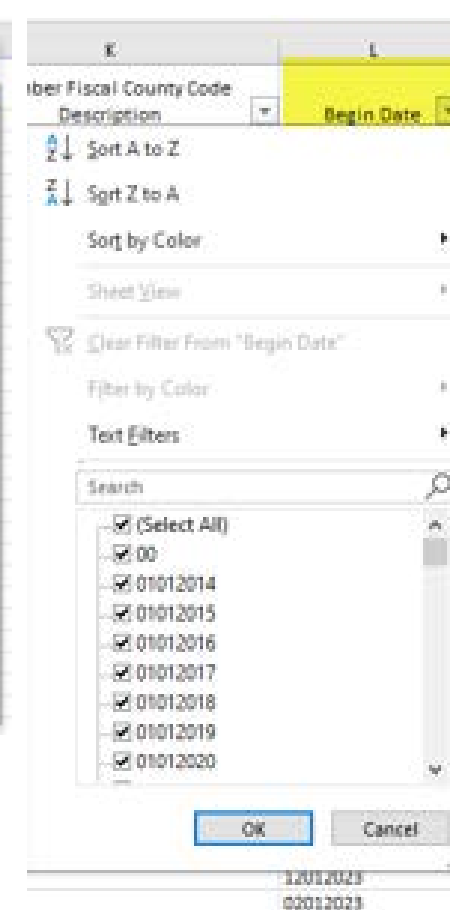 K L
ber Fiscal County Code
Description
Begin Date
Sort A to Z
Sort Z to A
Sort by Color
Sheet View
Clear Filter From "Begin Date"
Filter by Color
Text Filters
Search
(Select All)
00
01012014
01012015
01012016
01012017
01012018
01012019
01012020
OK Cancel
12012023
02012023